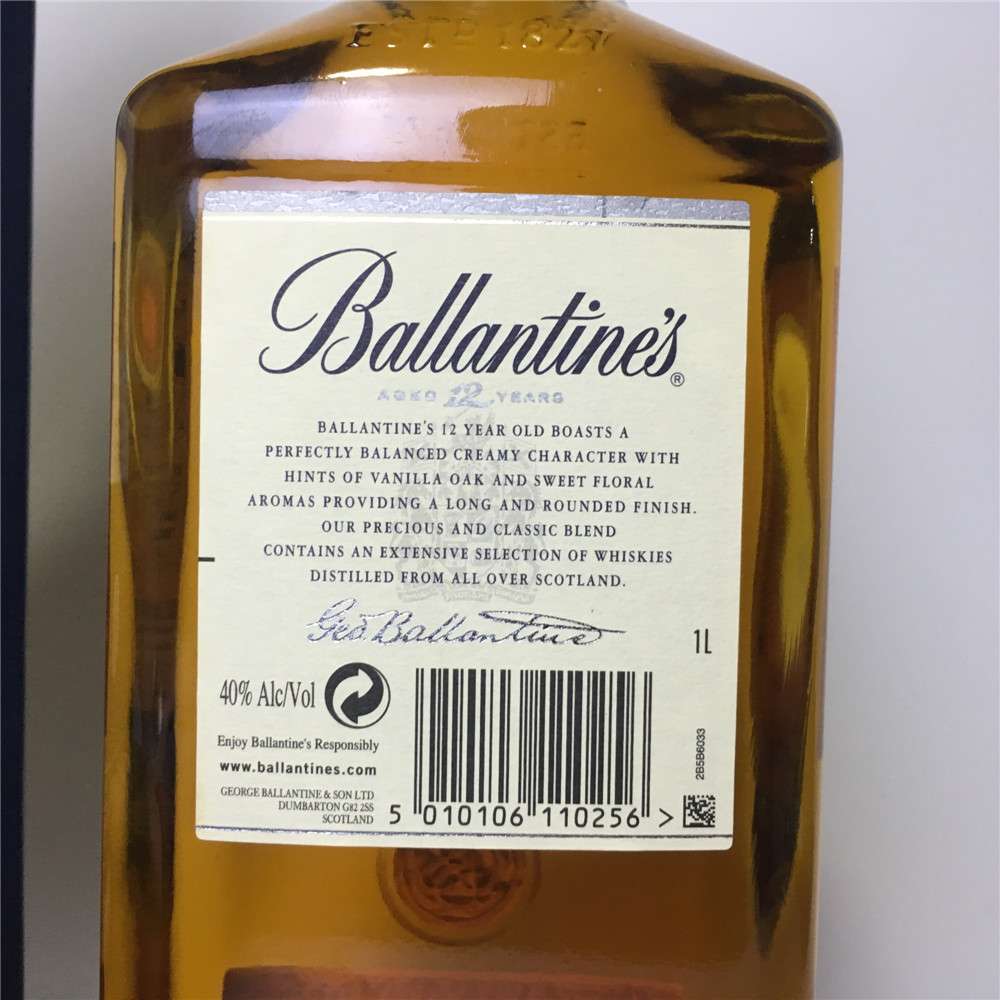 ESTD 1827
Ballantine's®
AGED 12 YEARS
BALLANTINE'S 12 YEAR OLD BOASTS A
PERFECTLY BALANCED CREAMY CHARACTER WITH
HINTS OF VANILLA OAK AND SWEET FLORAL
AROMAS PROVIDING A LONG AND ROUNDED FINISH.
OUR PRECIOUS AND CLASSIC BLEND
CONTAINS AN EXTENSIVE SELECTION OF WHISKIES
DISTILLED FROM ALL OVER SCOTLAND.
Geo. Ballantine
1L
40% Alc/Vol
Enjoy Ballantine's Responsibly
www.ballantines.com
GEORGE BALLANTINE & SON LTD
DUMBARTON G82 2SS
SCOTLAND
5 010106 110256 >
2B5B6033